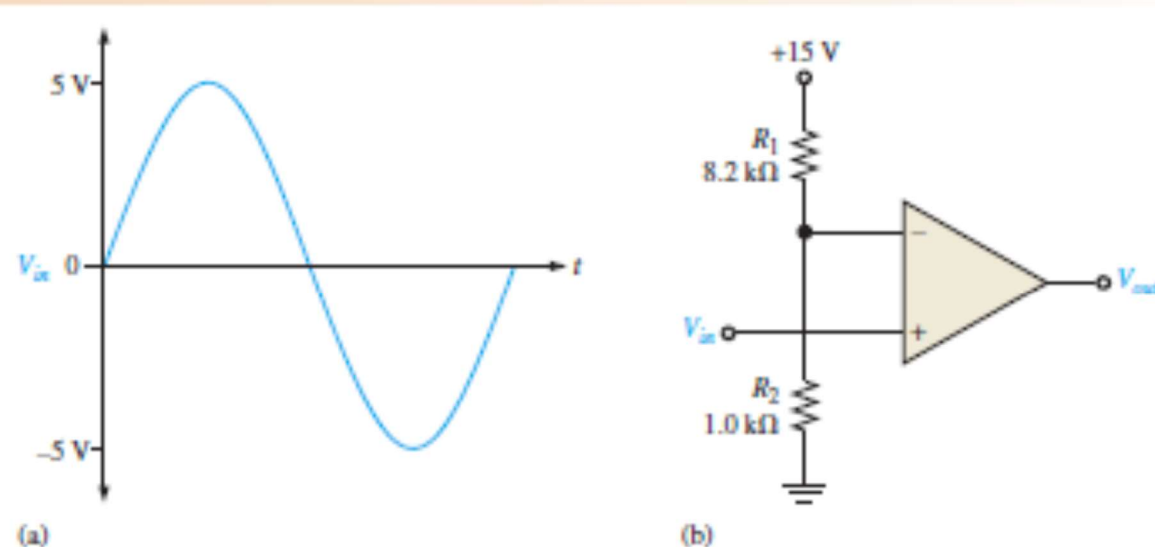 5 V
V_in 0
t
–5 V
(a)
+15 V
R1
8.2 kΩ
–
V_in
+
V_out
R2
1.0 kΩ
(b)